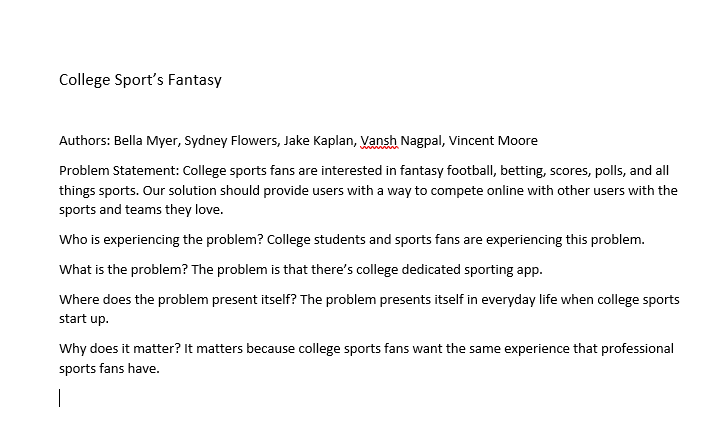 College Sport’s Fantasy
Authors: Bella Myer, Sydney Flowers, Jake Kaplan, Vansh Nagpal, Vincent Moore
Problem Statement: College sports fans are interested in fantasy football, betting, scores, polls, and all
things sports. Our solution should provide users with a way to compete online with other users with the
sports and teams they love.
Who is experiencing the problem? College students and sports fans are experiencing this problem.
What is the problem? The problem is that there’s college dedicated sporting app.
Where does the problem present itself? The problem presents itself in everyday life when college sports
start up.
Why does it matter? It matters because college sports fans want the same experience that professional
sports fans have.